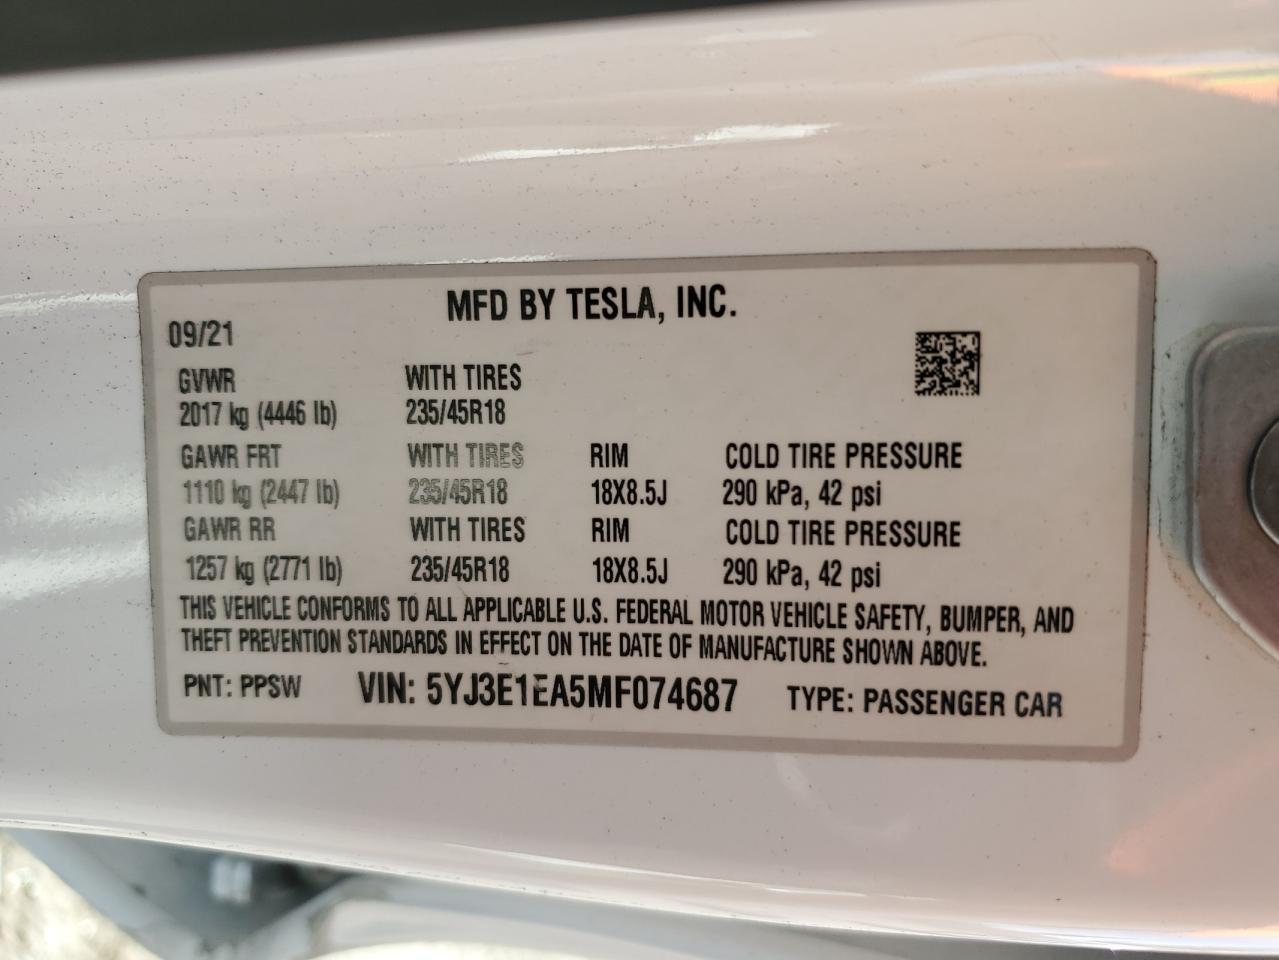 MFD BY TESLA, INC.
09/21
GVWR WITH TIRES
2017 kg (4446 lb) 235/45R18
GAWR FRT WITH TIRES RIM COLD TIRE PRESSURE
1110 kg (2447 lb) 235/45R18 18X8.5J 290 kPa, 42 psi
GAWR RR WITH TIRES RIM COLD TIRE PRESSURE
1257 kg (2771 lb) 235/45R18 18X8.5J 290 kPa, 42 psi
THIS VEHICLE CONFORMS TO ALL APPLICABLE U.S. FEDERAL MOTOR VEHICLE SAFETY, BUMPER, AND
THEFT PREVENTION STANDARDS IN EFFECT ON THE DATE OF MANUFACTURE SHOWN ABOVE.
PNT: PPSW VIN: 5YJ3E1EA5MF074687 TYPE: PASSENGER CAR